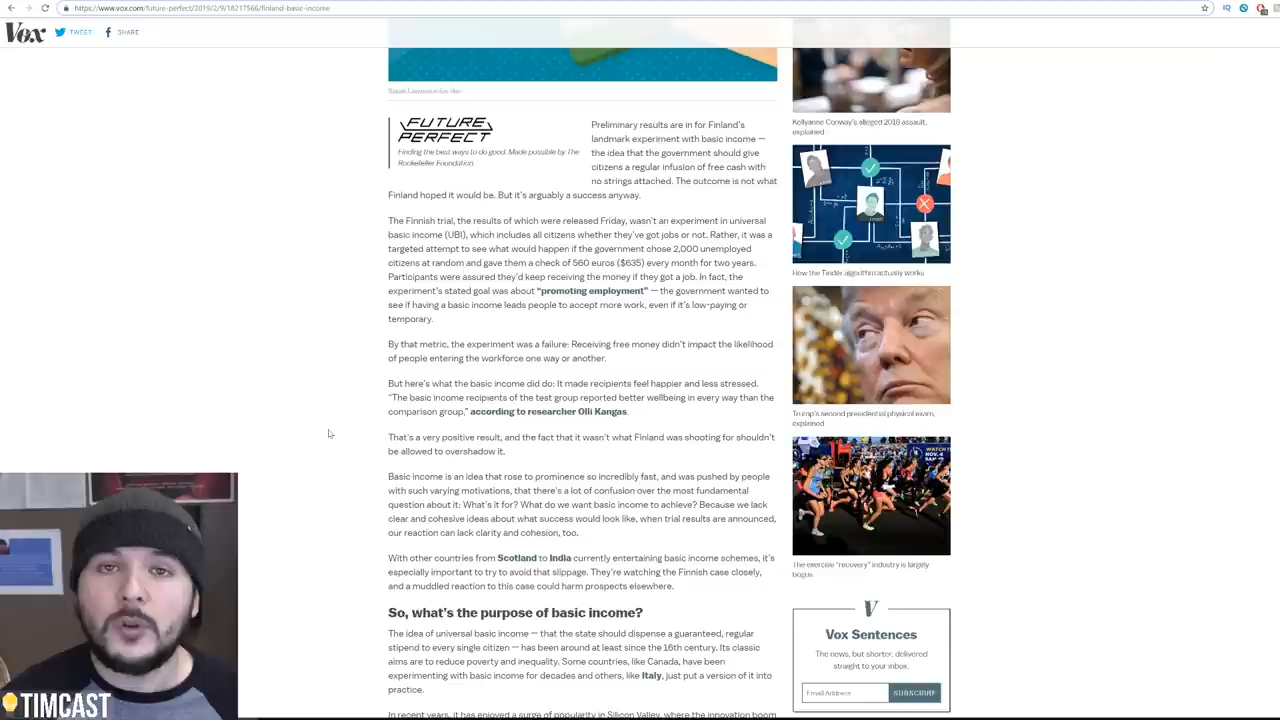 https://www.vox.com/future-perfect/2019/2/9/18217566/finland-basic-income
Vox
TWEET
SHARE
FUTURE
PERFECT
Finding the best ways to do good. Made possible by The
Rockefeller Foundation.
Preliminary results are in for Finland's
landmark experiment with basic income —
the idea that the government should give
citizens a regular infusion of free cash with
no strings attached. The outcome is not what
Finland hoped it would be. But it's arguably a success anyway.
The Finnish trial, the results of which were released Friday, wasn't an experiment in universal
basic income (UBI), which includes all citizens whether they've got jobs or not. Rather, it was a
targeted attempt to see what would happen if the government chose 2,000 unemployed
citizens at random and gave them a check of 560 euros ($635) every month for two years.
Participants were assured they'd keep receiving the money if they got a job. In fact, the
experiment's stated goal was about "promoting employment" — the government wanted to
see if having a basic income leads people to accept more work, even if it's low-paying or
temporary.
By that metric, the experiment was a failure: Receiving free money didn't impact the likelihood
of people entering the workforce one way or another.
But here's what the basic income did do: It made recipients feel happier and less stressed.
"The basic income recipients of the test group reported better wellbeing in every way than the
comparison group," according to researcher Olli Kangas.
That's a very positive result, and the fact that it wasn't what Finland was shooting for shouldn't
be allowed to overshadow it.
Basic income is an idea that rose to prominence so incredibly fast, and was pushed by people
with such varying motivations, that there's a lot of confusion over the most fundamental
question about it: What's it for? What do we want basic income to achieve? Because we lack
clear and cohesive ideas about what success would look like, when trial results are announced,
our reaction can lack clarity and cohesion, too.
With other countries from Scotland to India currently entertaining basic income schemes, it's
especially important to try to avoid that slippage. They're watching the Finnish case closely,
and a muddled reaction to this case could harm prospects elsewhere.
So, what's the purpose of basic income?
The idea of universal basic income — that the state should dispense a guaranteed, regular
stipend to every single citizen — has been around at least since the 16th century. Its classic
aims are to reduce poverty and inequality. Some countries, like Canada, have been
experimenting with basic income for decades and others, like Italy, just put a version of it into
practice.
In recent years, it has enjoyed a surge of popularity in Silicon Valley, where the innovation boom
Kellyanne Conway's alleged 2018 assault,
explained
How the Tinder algorithm actually works
Trump's second presidential physical exam,
explained
The exercise "recovery" industry is largely
bogus
V
Vox Sentences
The news, but shorter, delivered
straight to your inbox.
Email Address
SUBSCRIBE
TIMCAST